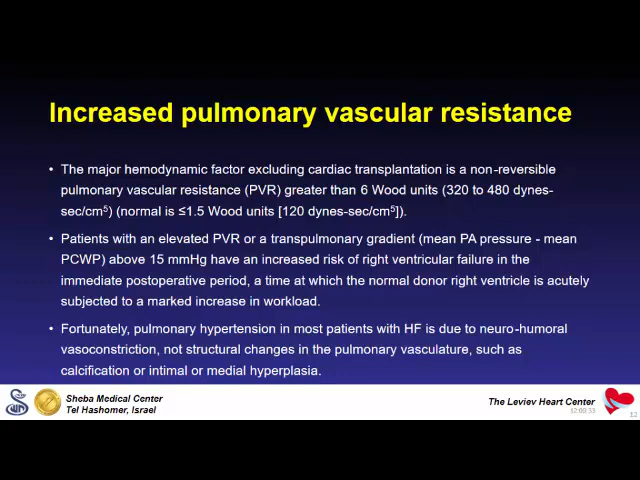 Increased pulmonary vascular resistance
• The major hemodynamic factor excluding cardiac transplantation is a non-reversible
pulmonary vascular resistance (PVR) greater than 6 Wood units (320 to 480 dynes-
sec/cm⁵) (normal is ≤1.5 Wood units [120 dynes-sec/cm⁵]).
• Patients with an elevated PVR or a transpulmonary gradient (mean PA pressure - mean
PCWP) above 15 mmHg have an increased risk of right ventricular failure in the
immediate postoperative period, a time at which the normal donor right ventricle is acutely
subjected to a marked increase in workload.
• Fortunately, pulmonary hypertension in most patients with HF is due to neuro-humoral
vasoconstriction, not structural changes in the pulmonary vasculature, such as
calcification or intimal or medial hyperplasia.
Sheba Medical Center
Tel Hashomer, Israel
The Leviev Heart Center
12